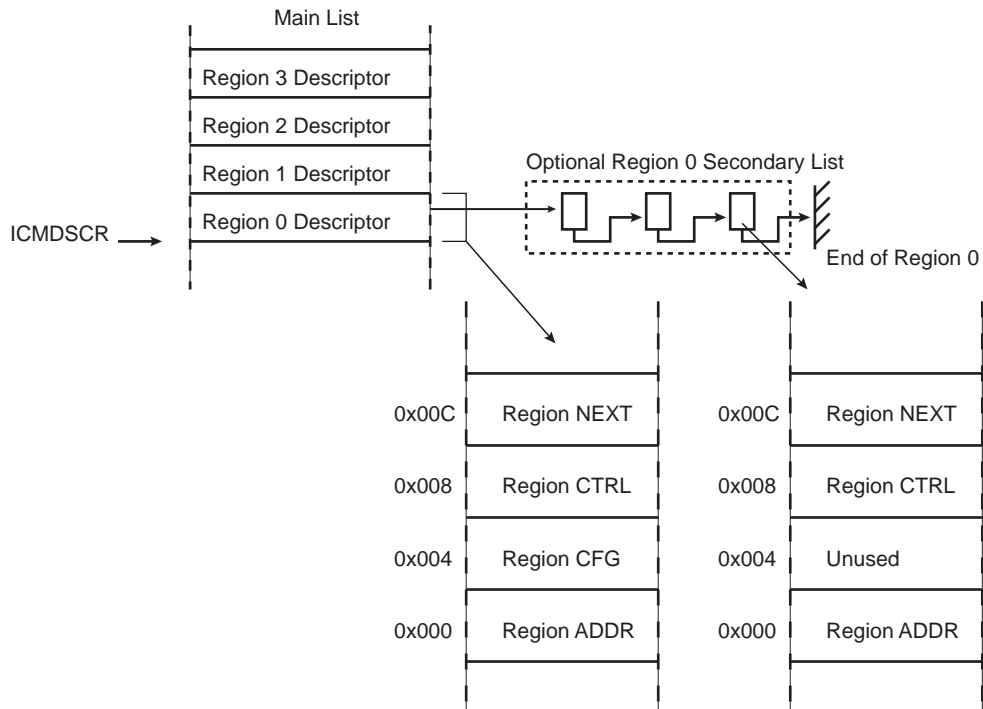 Main List
Region 3 Descriptor
Region 2 Descriptor
Region 1 Descriptor
Region 0 Descriptor
ICMDSCR
Optional Region 0 Secondary List
End of Region 0
0x00C Region NEXT
0x008 Region CTRL
0x004 Region CFG
0x000 Region ADDR
0x00C Region NEXT
0x008 Region CTRL
0x004 Unused
0x000 Region ADDR